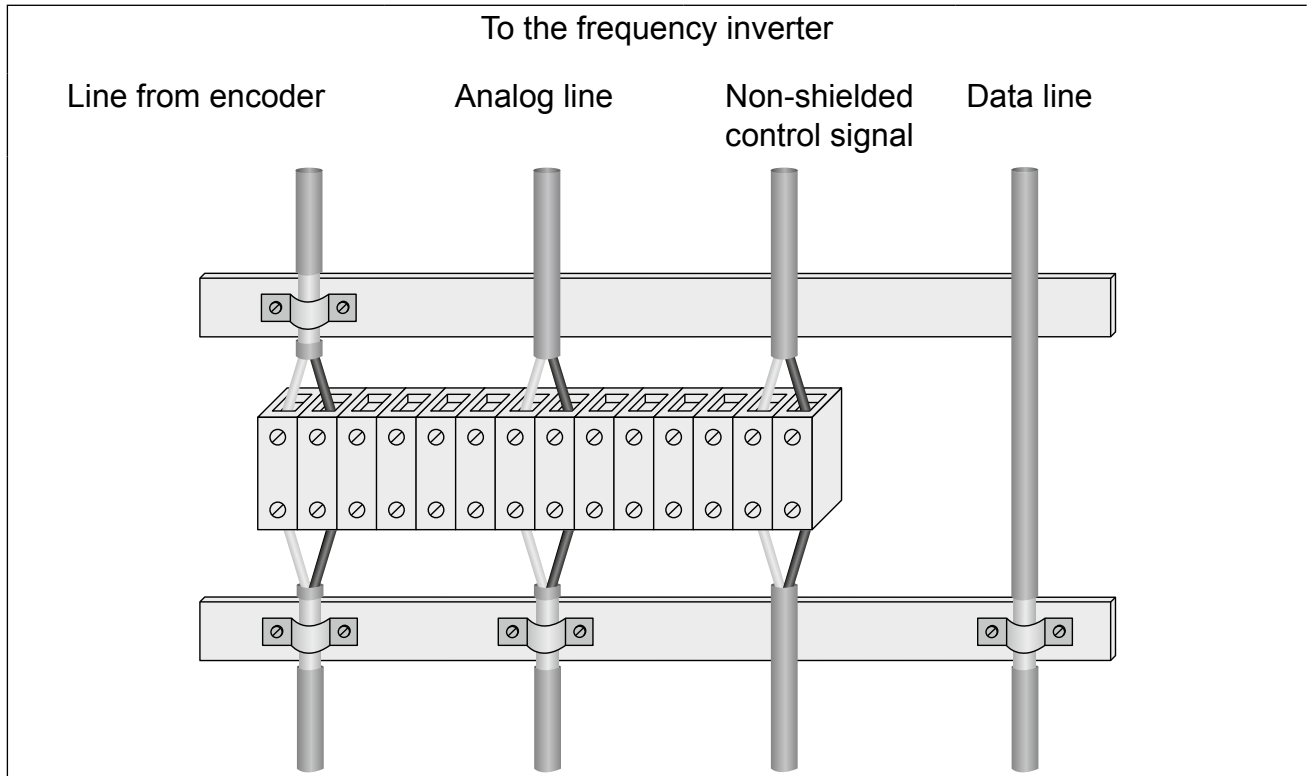 To the frequency inverter
Line from encoder
Analog line
Non-shielded
control signal
Data line